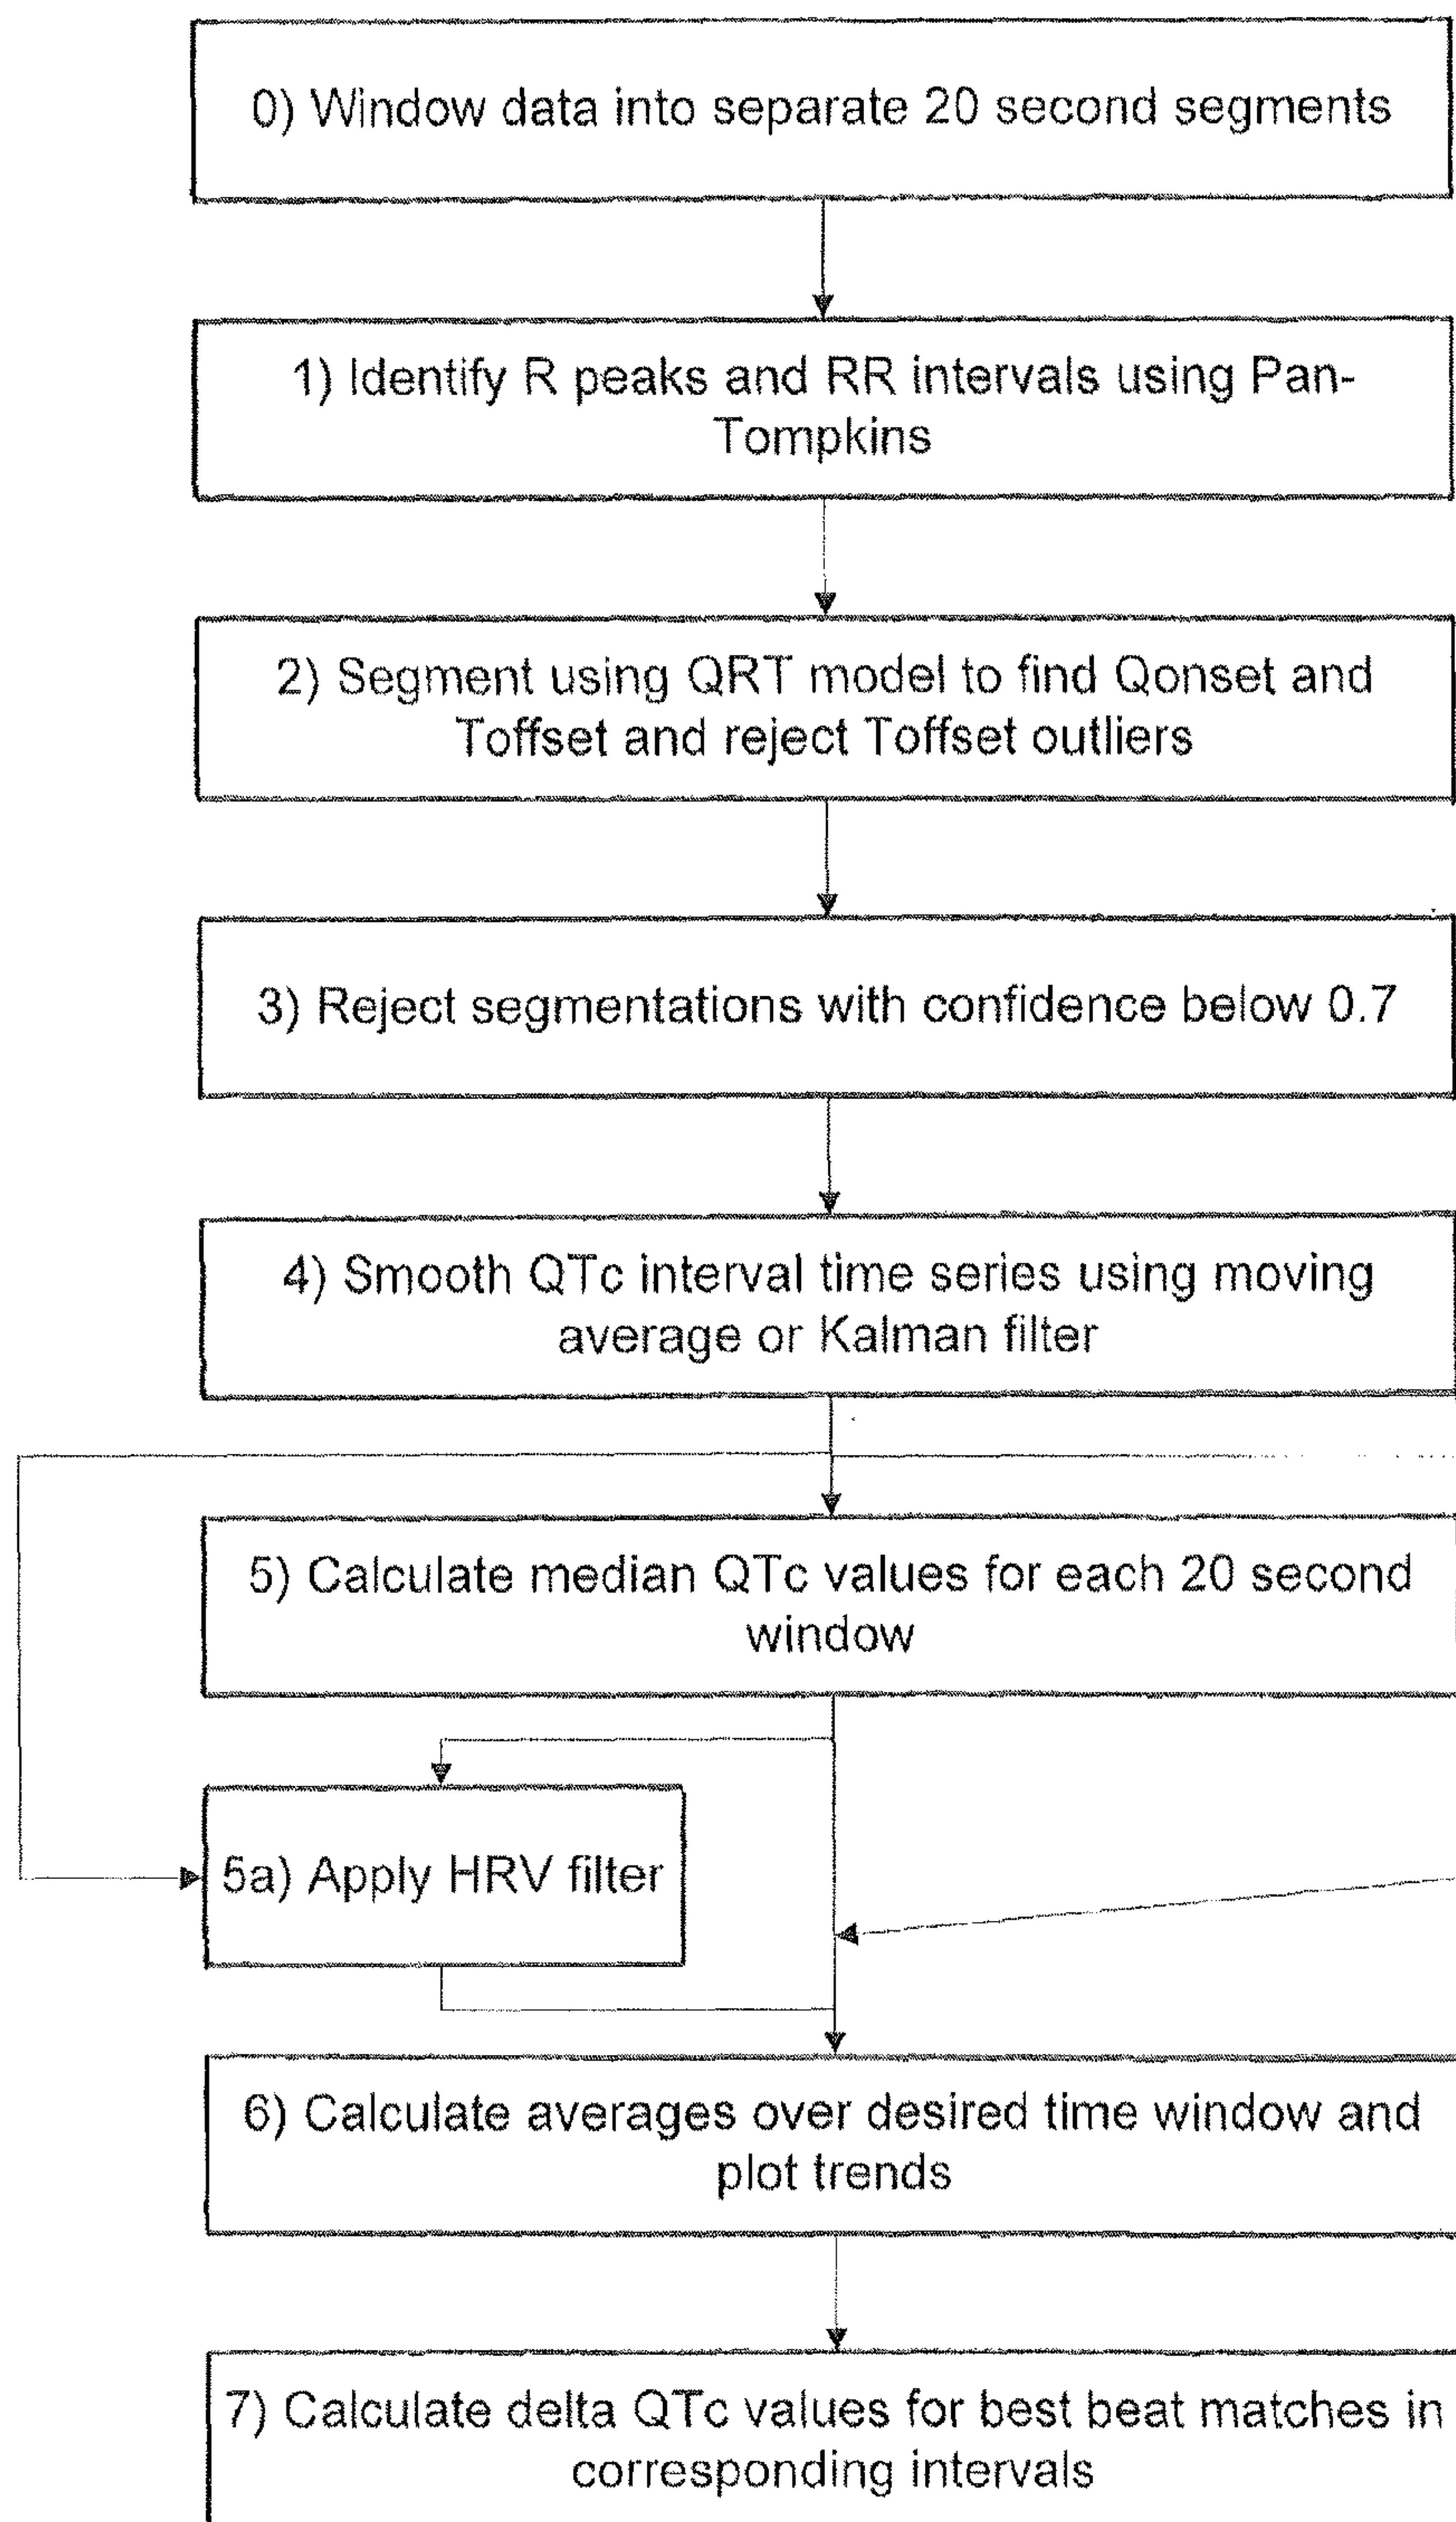 0) Window data into separate 20 second segments
1) Identify R peaks and RR intervals using Pan-
Tompkins
2) Segment using QRT model to find Qonset and
Toffset and reject Toffset outliers
3) Reject segmentations with confidence below 0.7
4) Smooth QTc interval time series using moving
average or Kalman filter
5) Calculate median QTc values for each 20 second
window
5a) Apply HRV filter
6) Calculate averages over desired time window and
plot trends
7) Calculate delta QTc values for best beat matches in
corresponding intervals